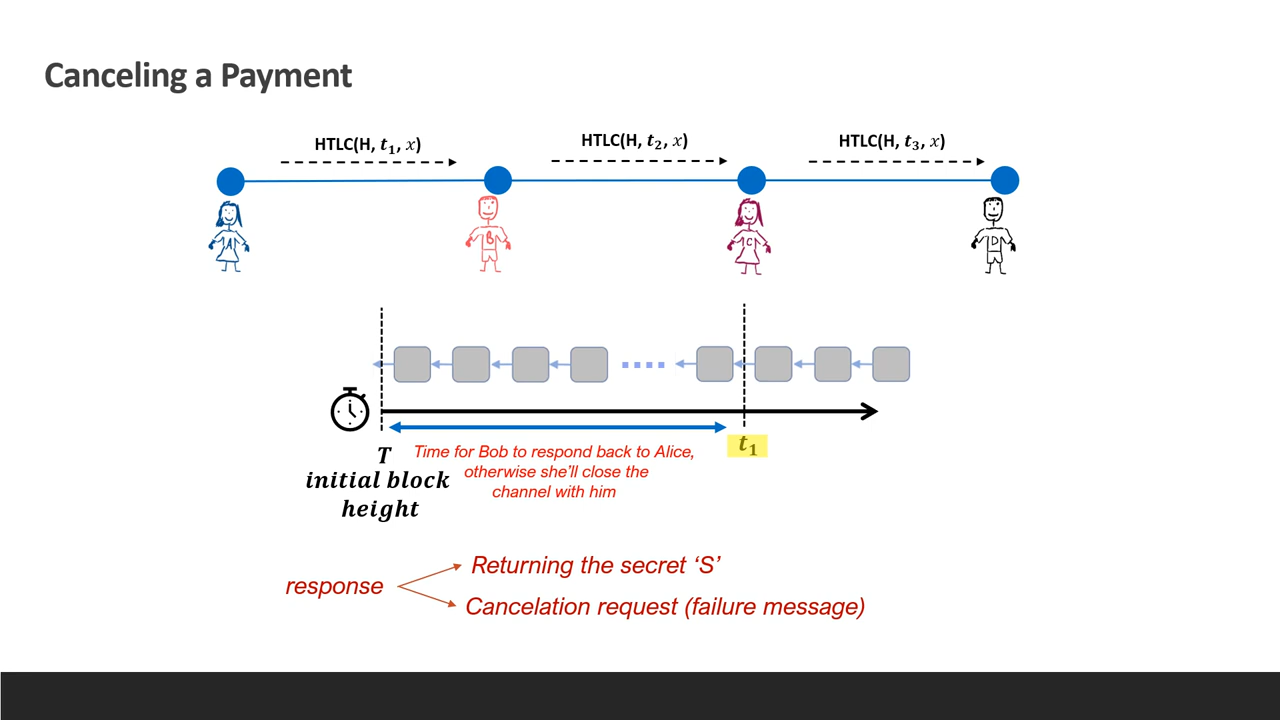 Canceling a Payment
HTLC(H, t₁, x)
HTLC(H, t₂, x)
HTLC(H, t₃, x)
A
B
C
D
T
initial block
height
Time for Bob to respond back to Alice,
otherwise she'll close the
channel with him
t₁
response
Returning the secret ‘S’
Cancelation request (failure message)